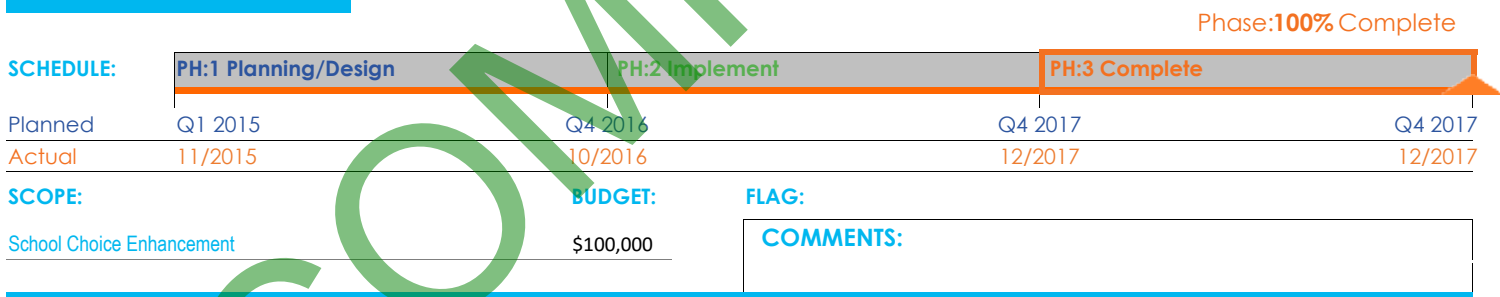 Phase:100% Complete
SCHEDULE: PH:1 Planning/Design PH:2 Implement PH:3 Complete
Planned Q1 2015 Q4 2016 Q4 2017 Q4 2017
Actual 11/2015 10/2016 12/2017 12/2017
SCOPE: BUDGET: FLAG:
School Choice Enhancement $100,000 COMMENTS: